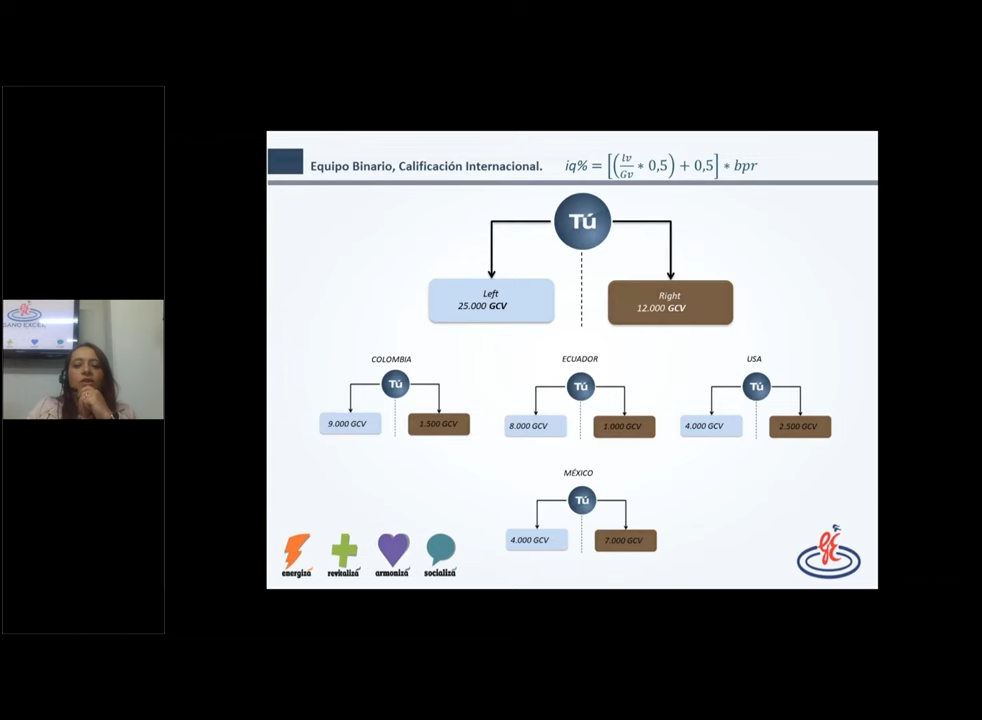 Equipo Binario, Calificación Internacional.
iq% = [(lv/Gv * 0,5) + 0,5] * bpr
Tú
Left
25.000 GCV
Right
12.000 GCV
COLOMBIA
Tú
9.000 GCV
1.500 GCV
ECUADOR
Tú
8.000 GCV
1.000 GCV
USA
Tú
4.000 GCV
2.500 GCV
MÉXICO
Tú
4.000 GCV
7.000 GCV
energiza
revitaliza
armoniza
socializa
GANO EXCEL